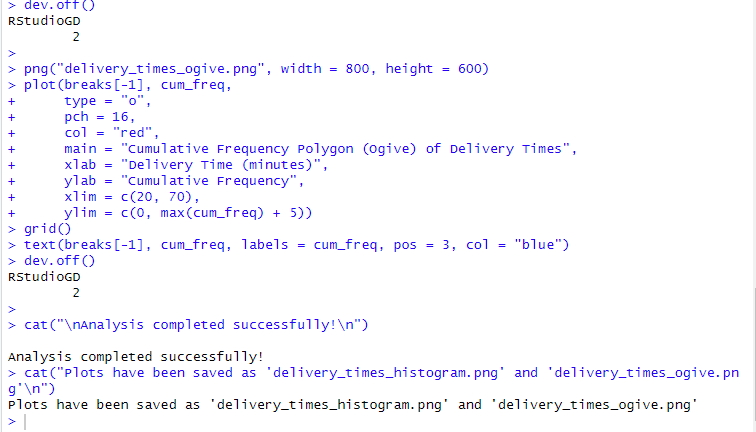 > dev.off()
RStudioGD
        2
>
> png("delivery_times_ogive.png", width = 800, height = 600)
> plot(breaks[-1], cum_freq,
+      type = "o",
+      pch = 16,
+      col = "red",
+      main = "Cumulative Frequency Polygon (Ogive) of Delivery Times",
+      xlab = "Delivery Time (minutes)",
+      ylab = "Cumulative Frequency",
+      xlim = c(20, 70),
+      ylim = c(0, max(cum_freq) + 5))
> grid()
> text(breaks[-1], cum_freq, labels = cum_freq, pos = 3, col = "blue")
> dev.off()
RStudioGD
        2
>
> cat("\nAnalysis completed successfully!\n")

Analysis completed successfully!
> cat("Plots have been saved as 'delivery_times_histogram.png' and 'delivery_times_ogive.pn
g'\n")
Plots have been saved as 'delivery_times_histogram.png' and 'delivery_times_ogive.png'
>